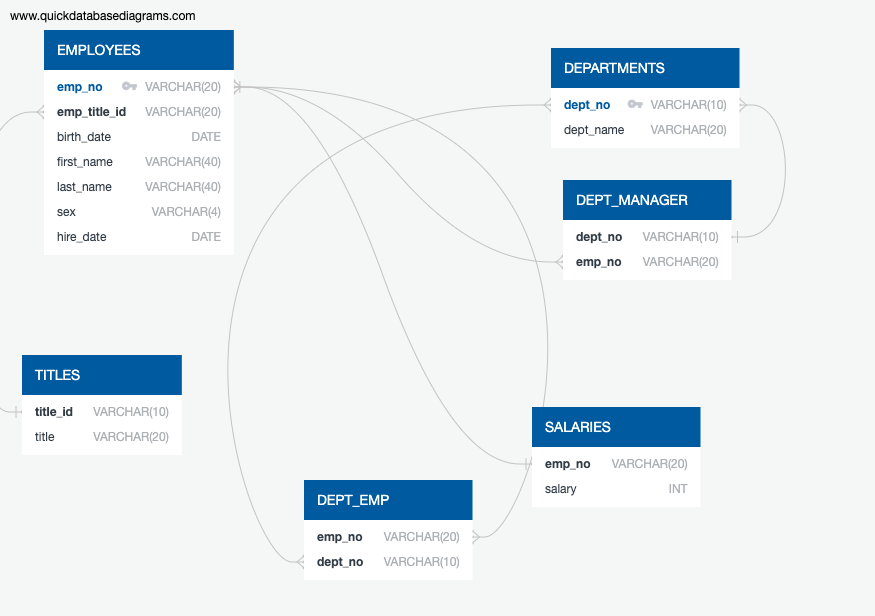 www.quickdatabasediagrams.com
EMPLOYEES
emp_no VARCHAR(20)
emp_title_id VARCHAR(20)
birth_date DATE
first_name VARCHAR(40)
last_name VARCHAR(40)
sex VARCHAR(4)
hire_date DATE
DEPARTMENTS
dept_no VARCHAR(10)
dept_name VARCHAR(20)
DEPT_MANAGER
dept_no VARCHAR(10)
emp_no VARCHAR(20)
TITLES
title_id VARCHAR(10)
title VARCHAR(20)
SALARIES
emp_no VARCHAR(20)
salary INT
DEPT_EMP
emp_no VARCHAR(20)
dept_no VARCHAR(10)